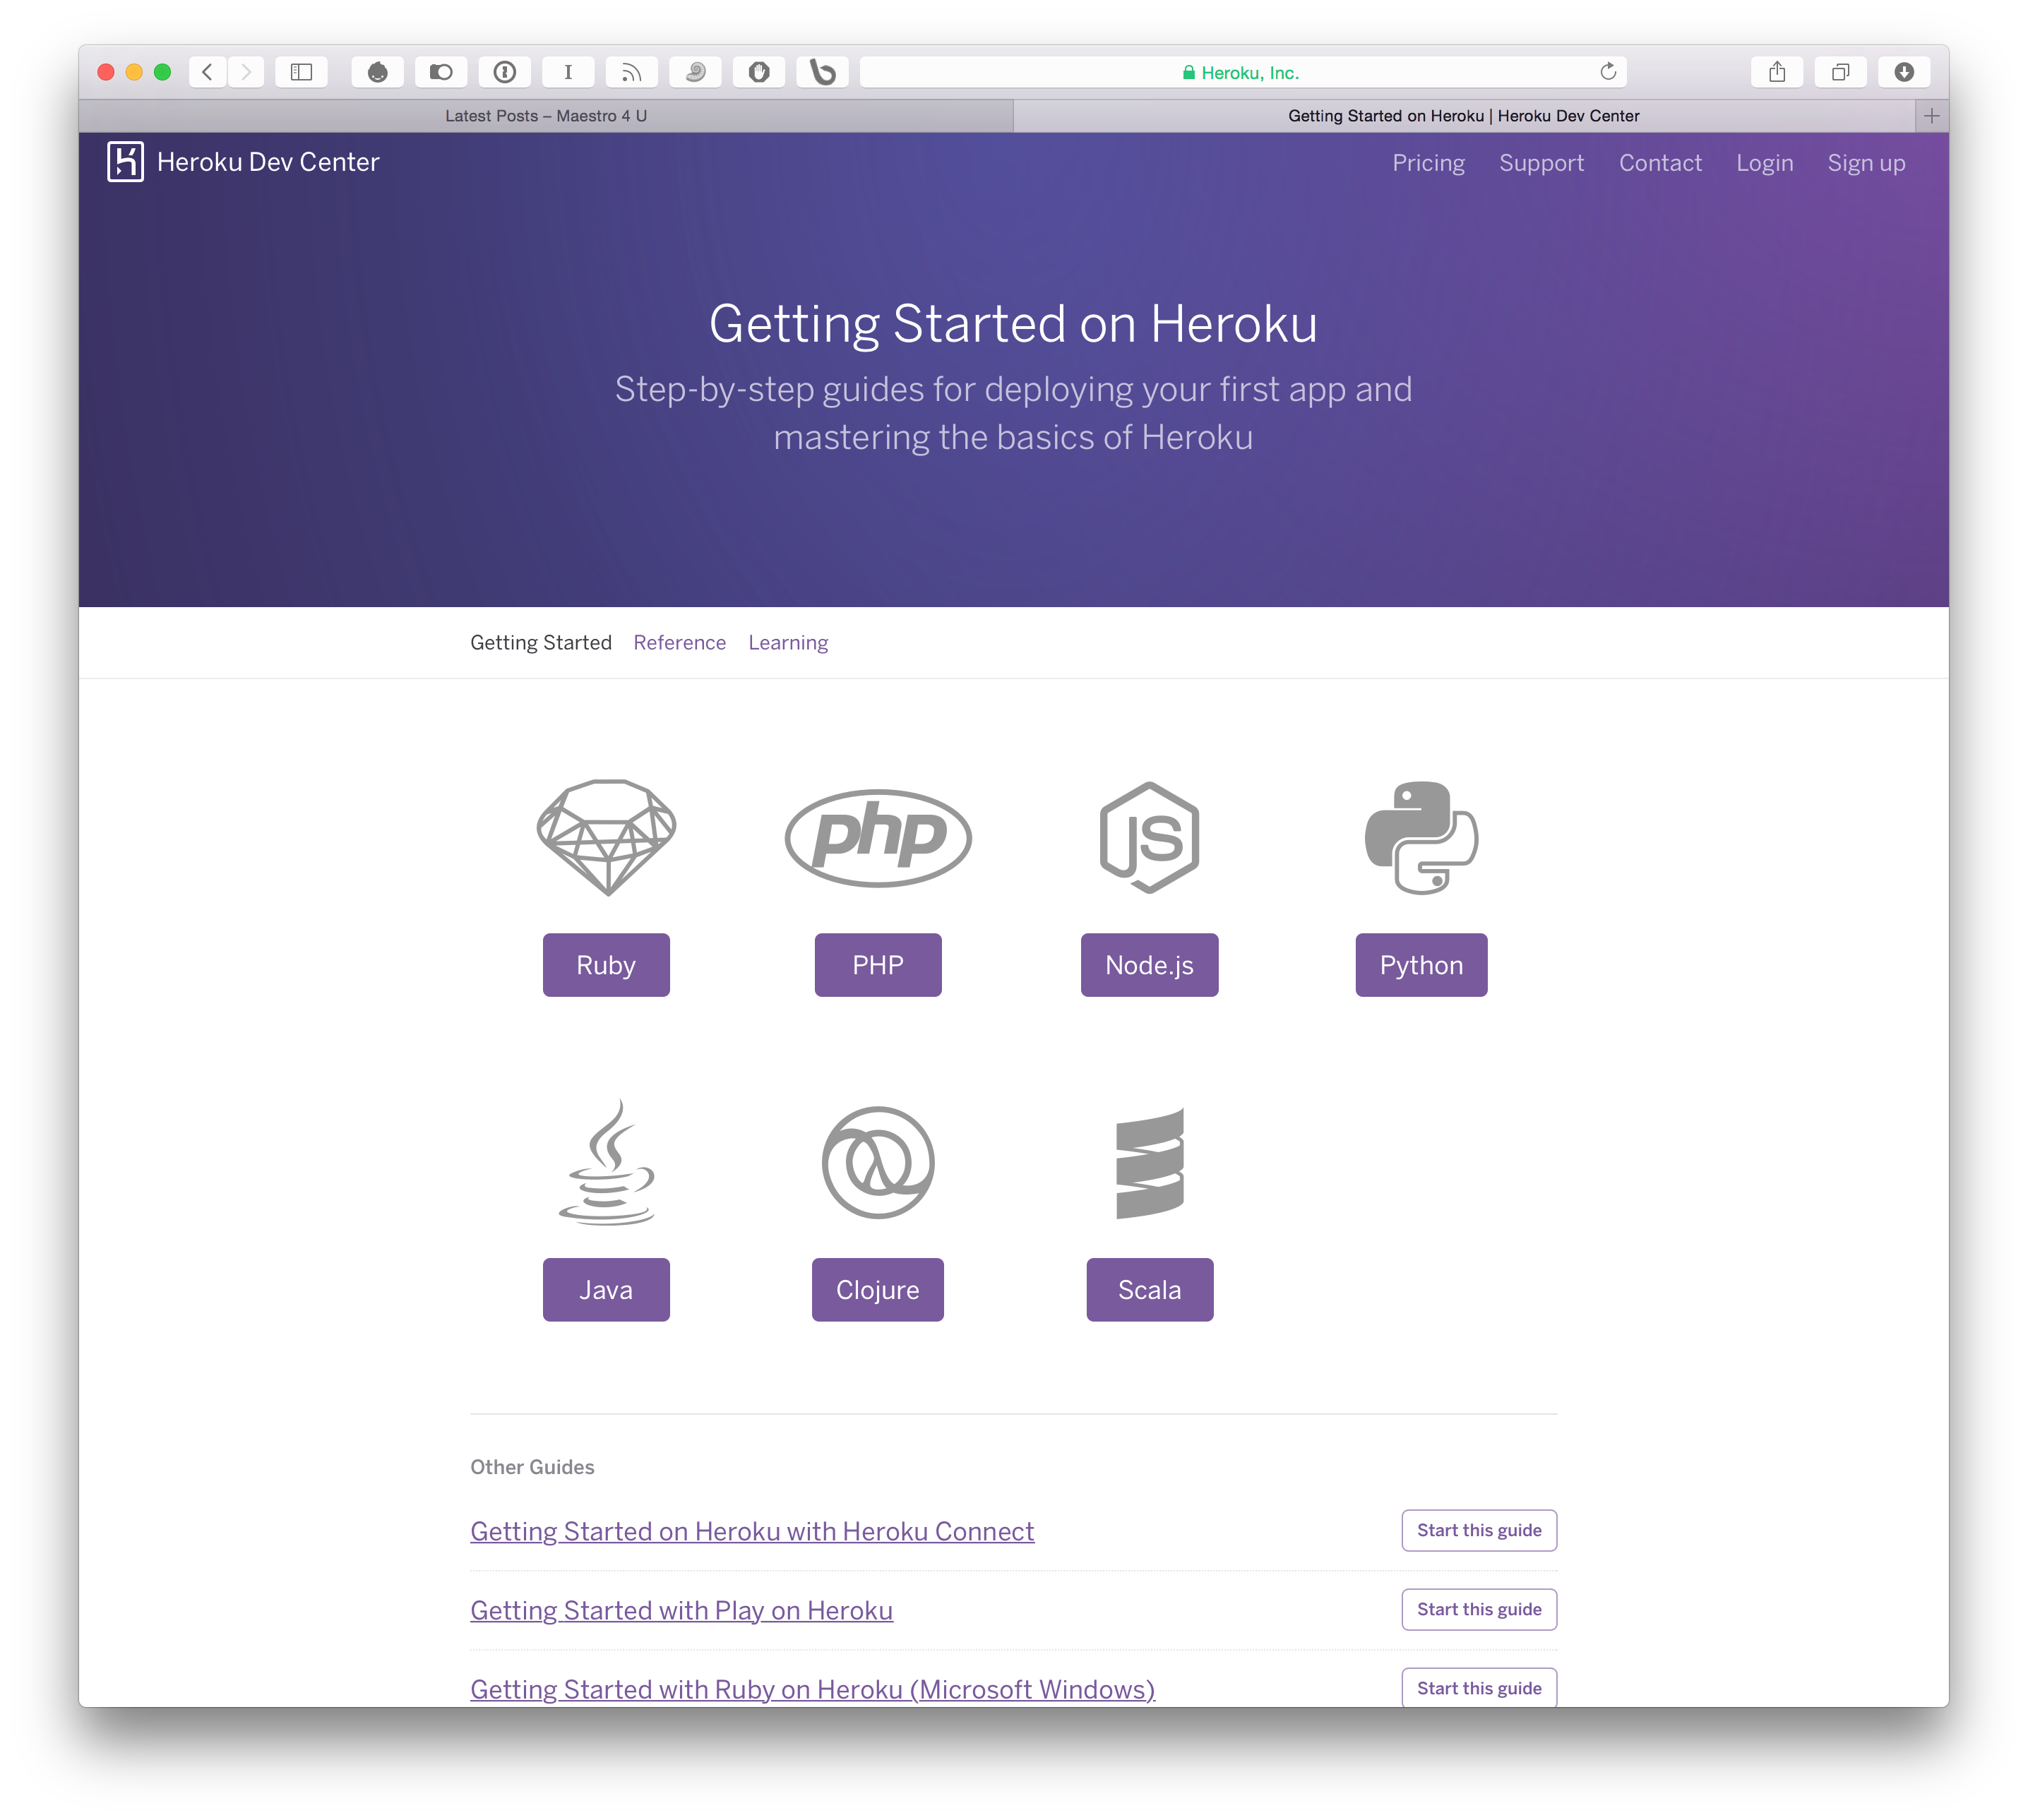 Heroku, Inc.
Latest Posts – Maestro 4 U
Getting Started on Heroku | Heroku Dev Center
Heroku Dev Center
Pricing
Support
Contact
Login
Sign up
Getting Started on Heroku
Step-by-step guides for deploying your first app and
mastering the basics of Heroku
Getting Started
Reference
Learning
php
JS
Ruby
PHP
Node.js
Python
Java
Clojure
Scala
Other Guides
Getting Started on Heroku with Heroku Connect
Start this guide
Getting Started with Play on Heroku
Start this guide
Getting Started with Ruby on Heroku (Microsoft Windows)
Start this guide